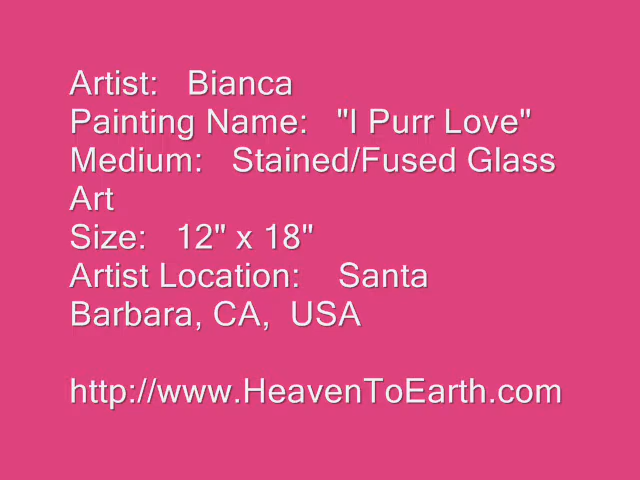 Artist:   Bianca
Painting Name:   "I Purr Love"
Medium:   Stained/Fused Glass
Art
Size:   12" x 18"
Artist Location:    Santa
Barbara, CA,  USA
http://www.HeavenToEarth.com